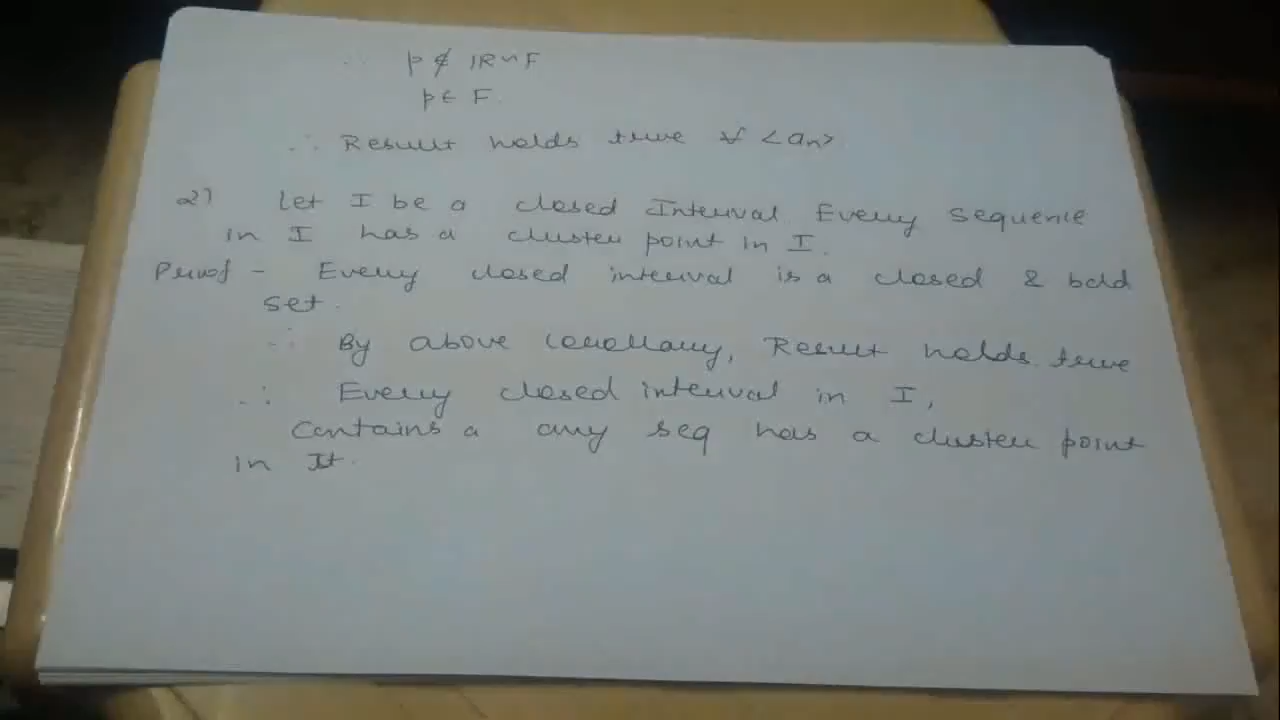 ∴ p ∉ ℝ~F
p ∈ F.
∴ Result holds true ∀ <an>
2) Let I be a closed Interval. Every sequence
in I has a cluster point in I.
Proof - Every closed interval is a closed & bdd
set.
∴ By above corollary, Result holds true
∴ Every closed interval in I,
Contains a any seq has a cluster point
in It.